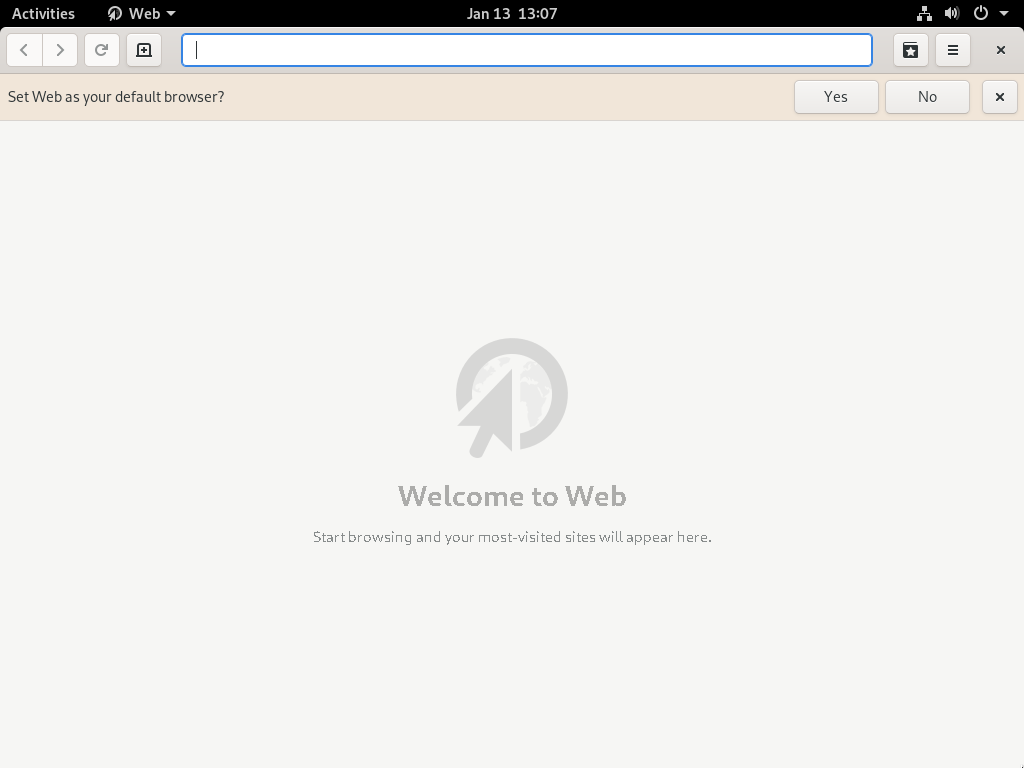 Activities Web Jan 13 13:07
Set Web as your default browser? Yes No
Welcome to Web
Start browsing and your most-visited sites will appear here.